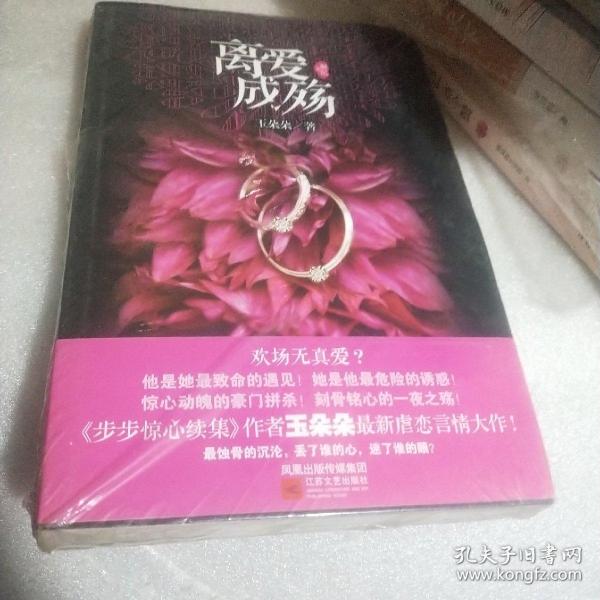 离爱
成殇
玉朵朵/著
欢场无真爱？
他是她最致命的遇见！她是他最危险的诱惑！
惊心动魄的豪门拼杀！刻骨铭心的一夜之殇！
《步步惊心续集》作者玉朵朵最新虐恋言情大作！
最蚀骨的沉沦，丢了谁的心，迷了谁的眼？
凤凰出版传媒集团
江苏文艺出版社
孔夫子旧书网
www.kongfz.com